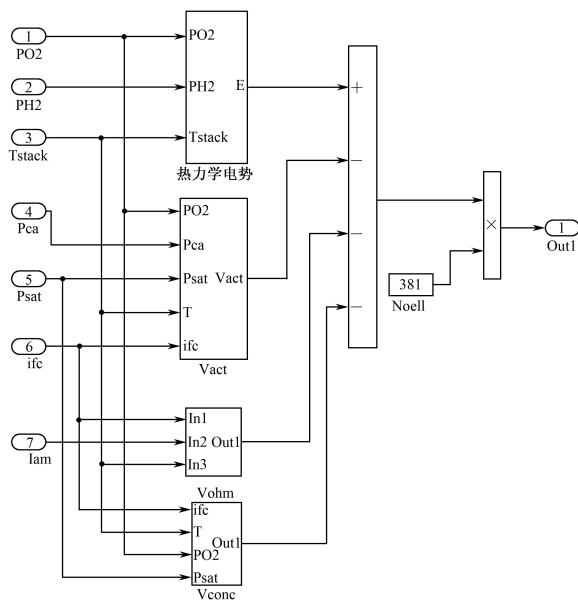 1
PO2
2
PH2
3
Tstack
4
Pca
5
Psat
6
ifc
7
Iam
PO2
PH2
E
Tstack
热力学电势
PO2
Pca
Psat
Vact
T
ifc
Vact
In1
In2
Out1
In3
Vohm
ifc
T
Out1
PO2
Psat
Vconc
+
−
−
−
381
Noell
×
1
Out1